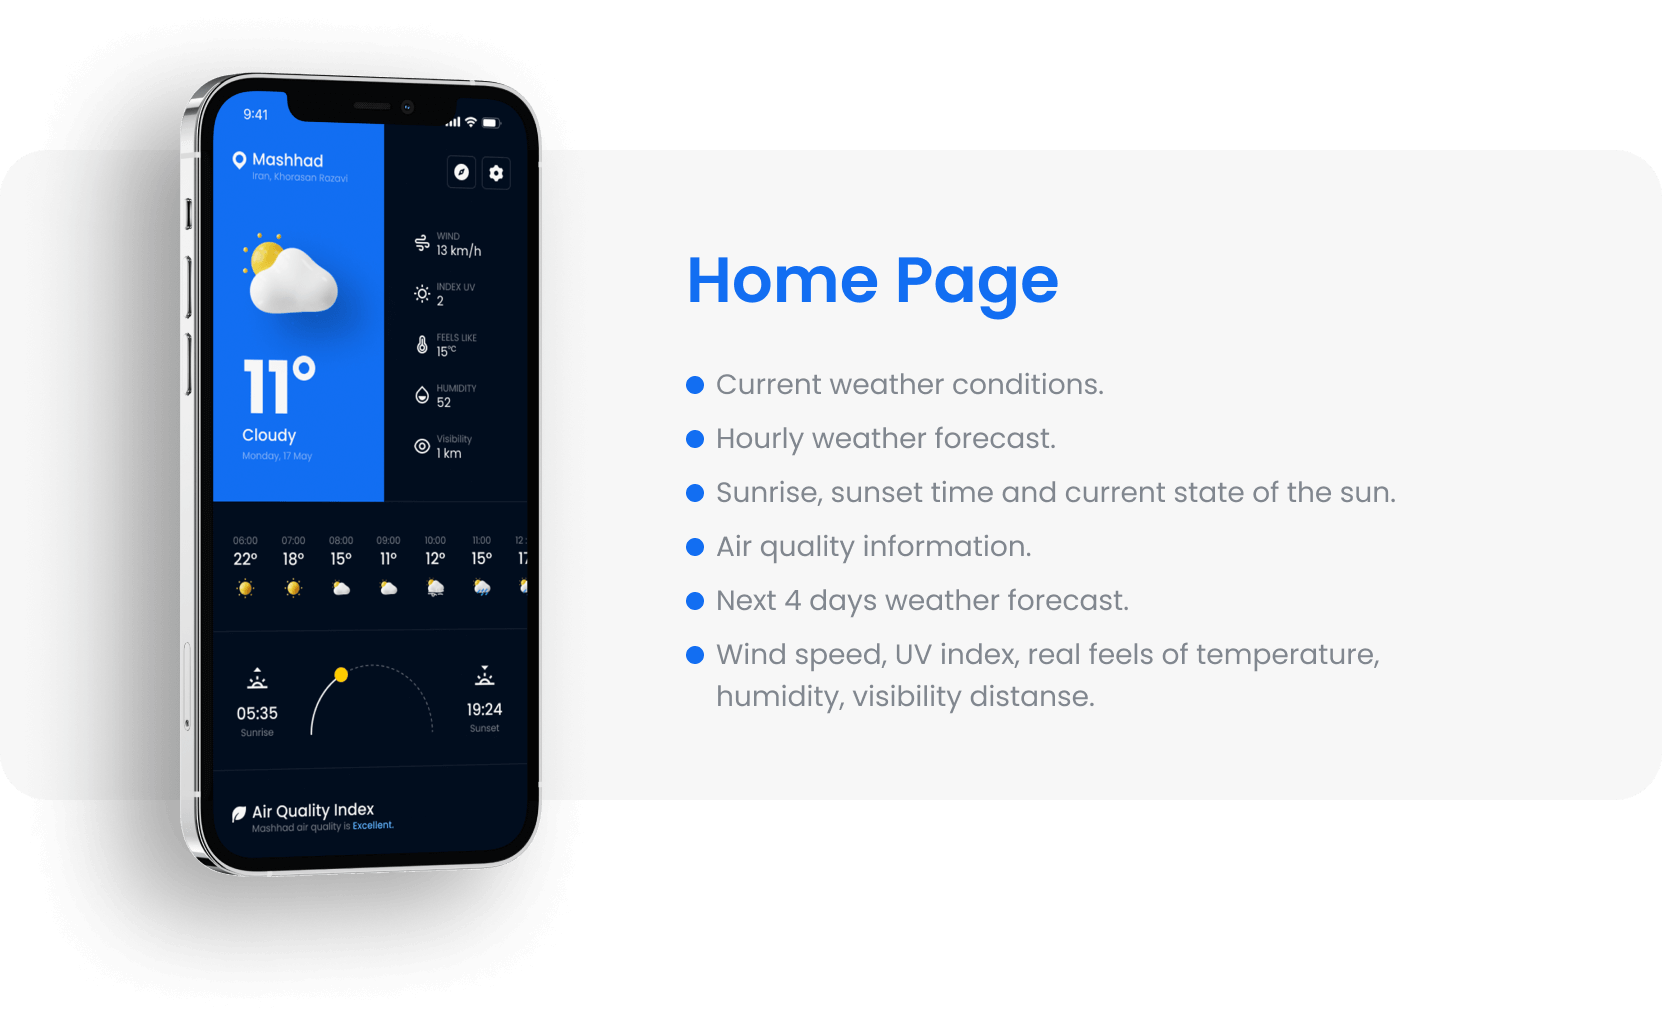 9:41
Mashhad
Iran, Khorasan Razavi
WIND
13 km/h
INDEX UV
2
FEELS LIKE
15°C
HUMIDITY
52
Visibility
1 km
11°
Cloudy
Monday, 17 May
06:00 07:00 08:00 09:00 10:00 11:00 12:
22° 18° 15° 11° 12° 15° 17
05:35
Sunrise
19:24
Sunset
Air Quality Index
Mashhad air quality is Excellent.
Home Page
Current weather conditions.
Hourly weather forecast.
Sunrise, sunset time and current state of the sun.
Air quality information.
Next 4 days weather forecast.
Wind speed, UV index, real feels of temperature,
humidity, visibility distanse.